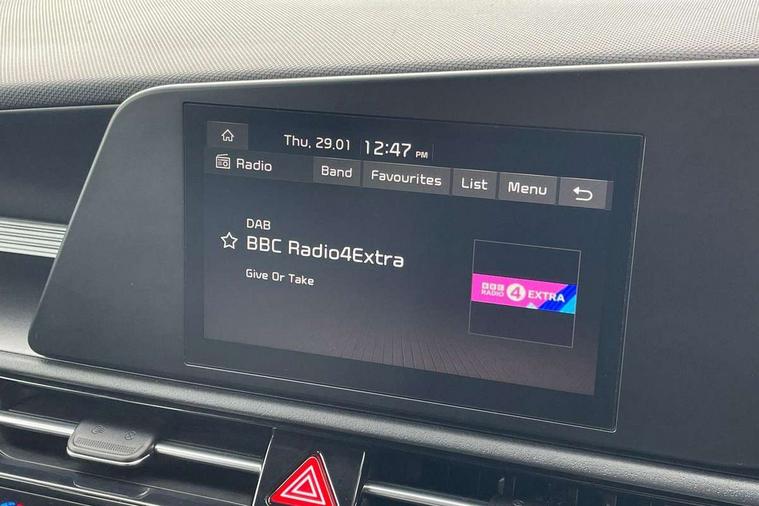 Thu, 29.01 12:47 PM
Radio Band Favourites List Menu
DAB
BBC Radio4Extra
Give Or Take
BBC
RADIO 4 EXTRA